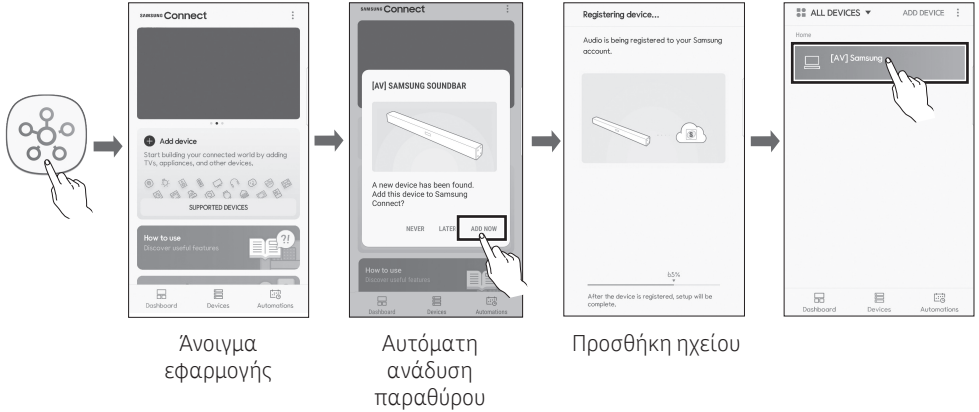 SAMSUNG Connect
Add device
Start building your connected world by adding
TVs, appliances, and other devices.
SUPPORTED DEVICES
How to use
Discover useful features
?!
Dashboard
Devices
Automations
Άνοιγμα
εφαρμογής
SAMSUNG Connect
[AV] SAMSUNG SOUNDBAR
A new device has been found.
Add this device to Samsung
Connect?
NEVER
LATER
ADD NOW
How to use
Discover useful features
Dashboard
Devices
Automations
Αυτόματη
ανάδυση
παραθύρου
Registering device...
Audio is being registered to your Samsung
account.
65%
After the device is registered, setup will be
complete.
Προσθήκη ηχείου
ALL DEVICES
ADD DEVICE
Home
[AV] Samsung
Dashboard
Devices
Automations